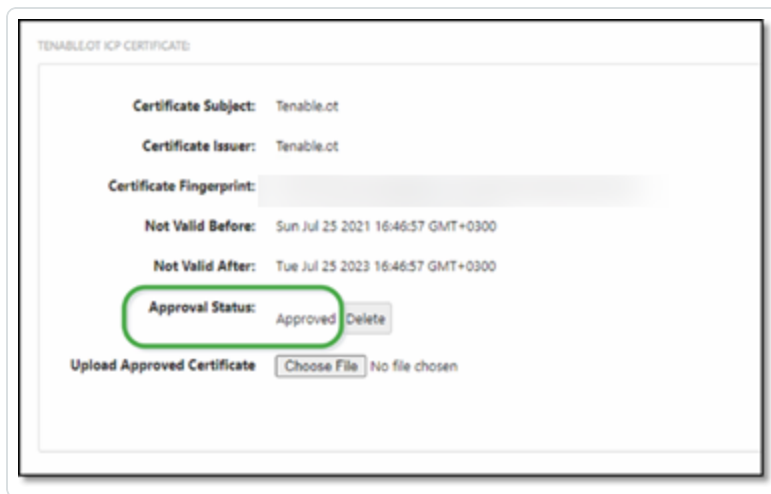 TENABLE.OT ICP CERTIFICATE:
Certificate Subject: Tenable.ot
Certificate Issuer: Tenable.ot
Certificate Fingerprint:
Not Valid Before: Sun Jul 25 2021 16:46:57 GMT+0300
Not Valid After: Tue Jul 25 2023 16:46:57 GMT+0300
Approval Status: Approved Delete
Upload Approved Certificate Choose File No file chosen